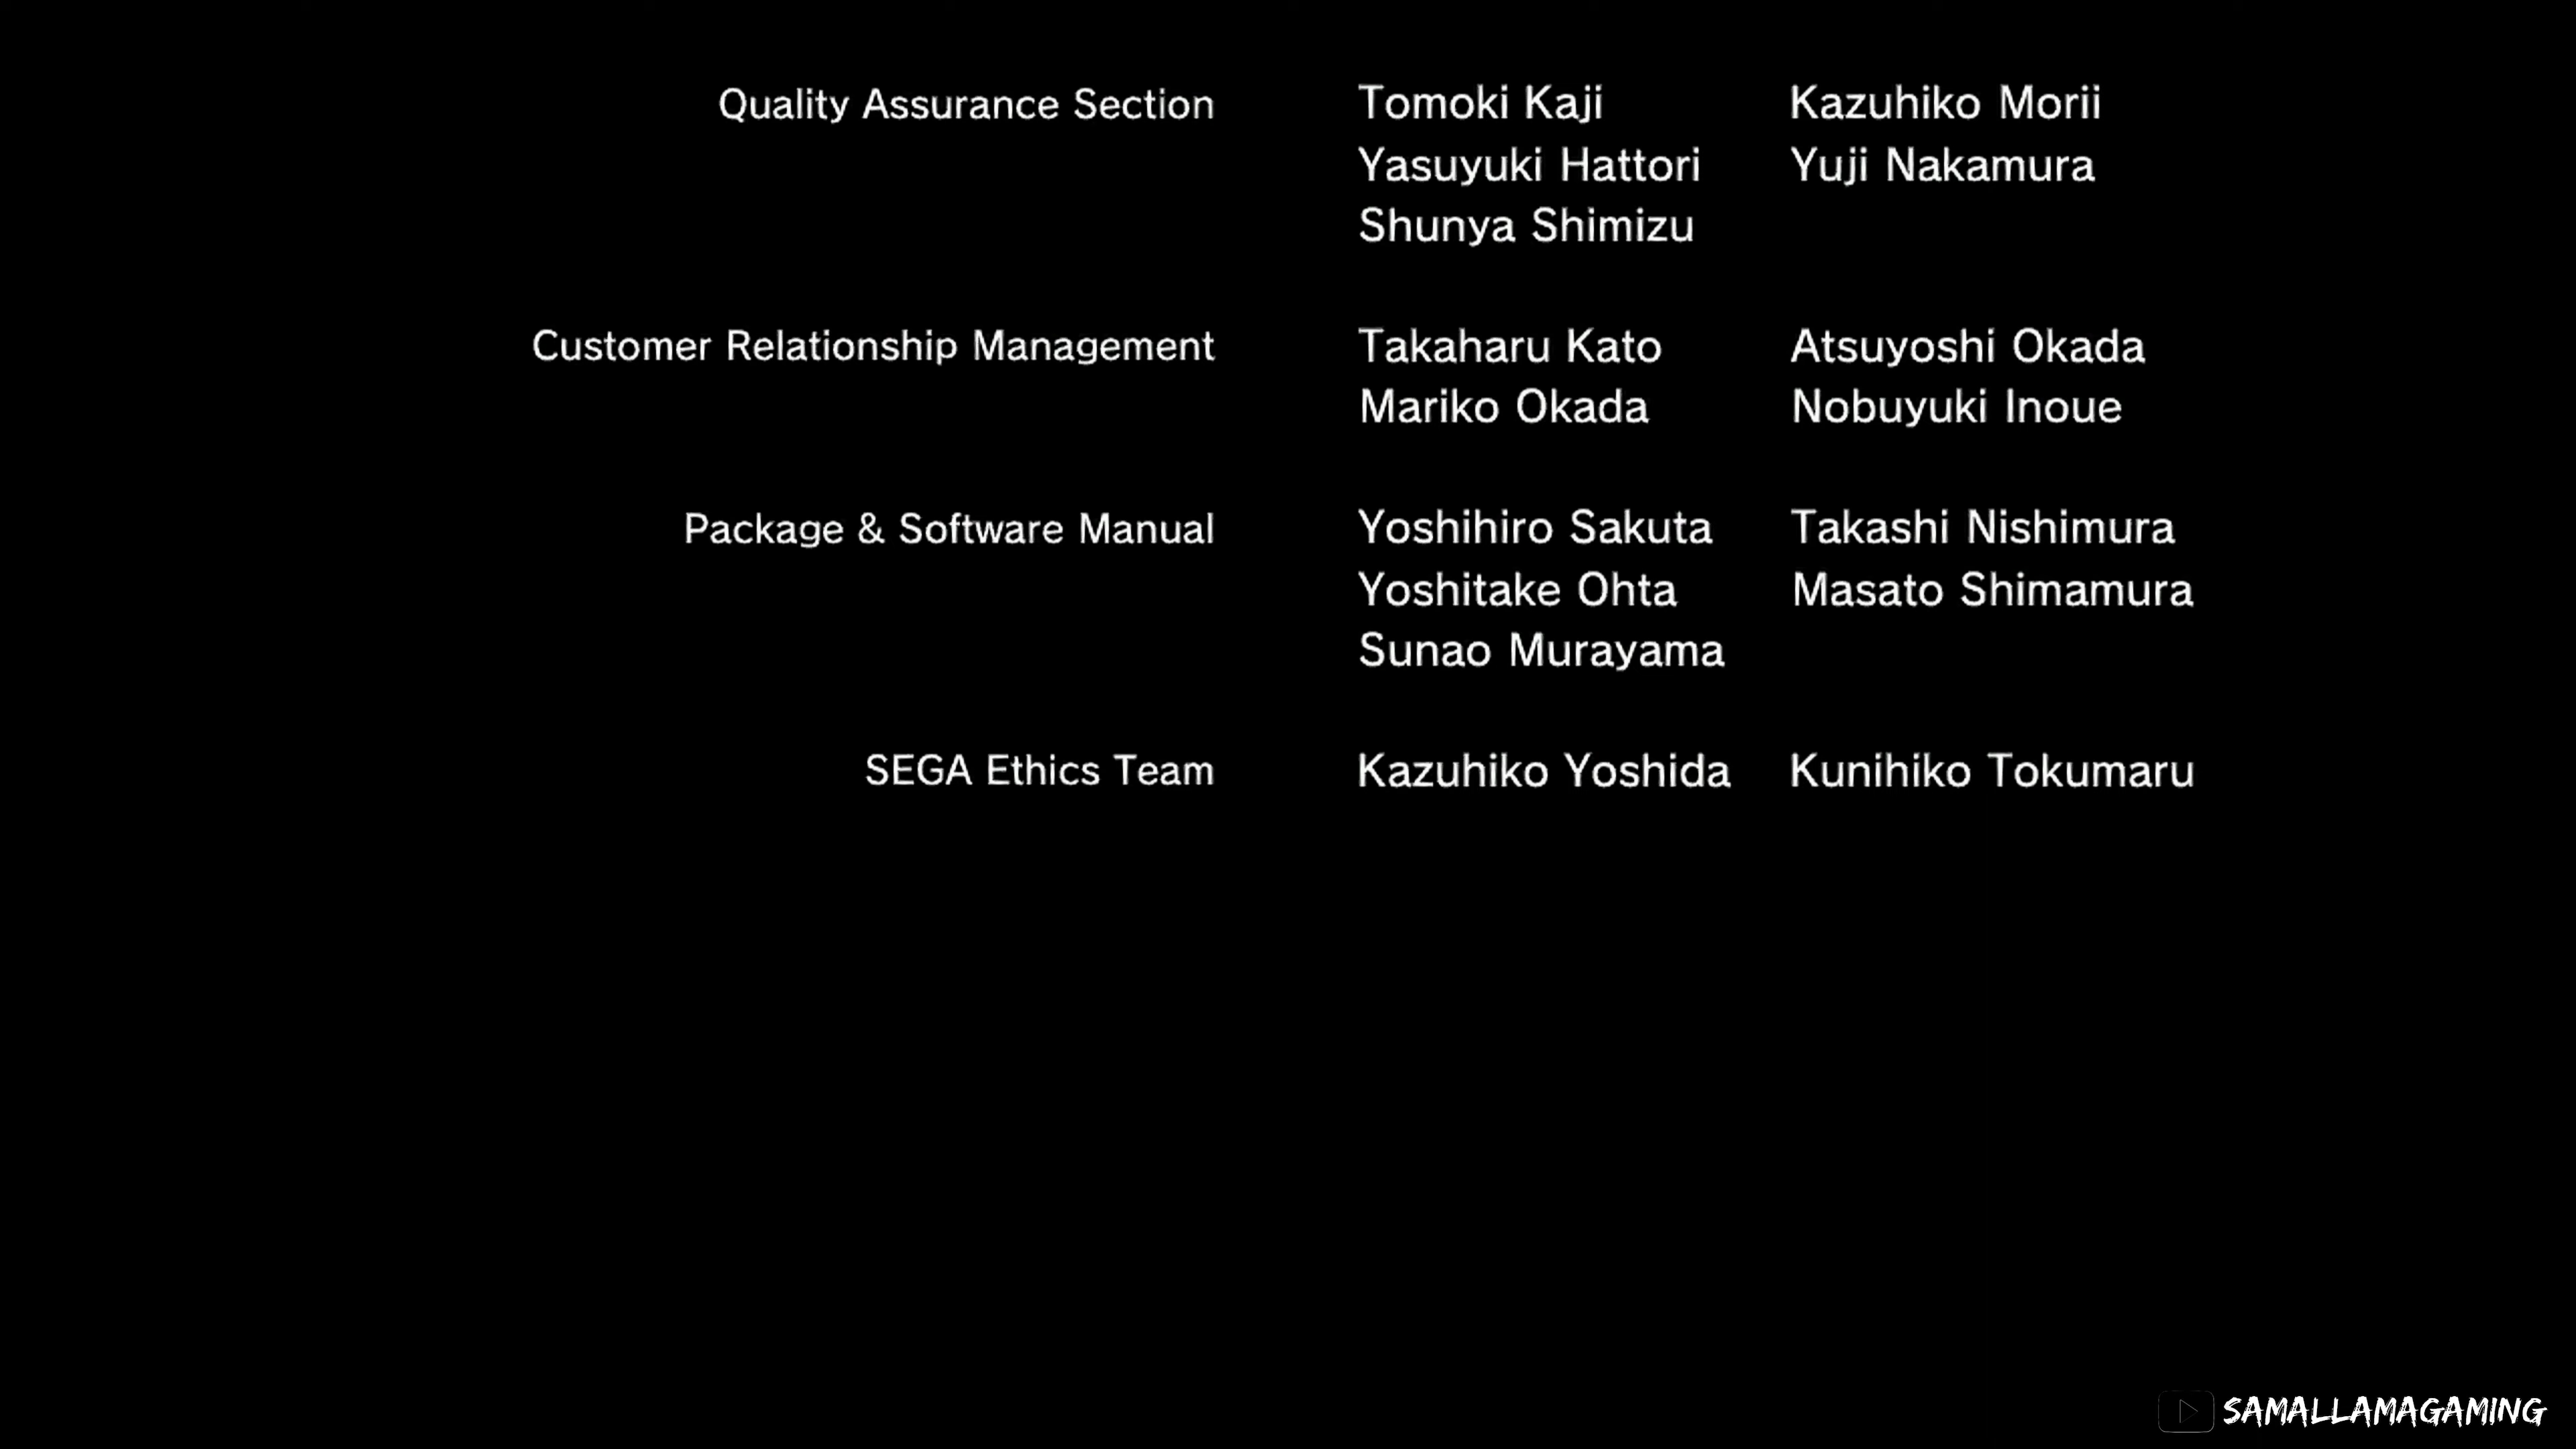 Quality Assurance Section Tomoki Kaji Kazuhiko Morii
Yasuyuki Hattori Yuji Nakamura
Shunya Shimizu
Customer Relationship Management Takaharu Kato Atsuyoshi Okada
Mariko Okada Nobuyuki Inoue
Package & Software Manual Yoshihiro Sakuta Takashi Nishimura
Yoshitake Ohta Masato Shimamura
Sunao Murayama
SEGA Ethics Team Kazuhiko Yoshida Kunihiko Tokumaru
SAMALLAMAGAMING